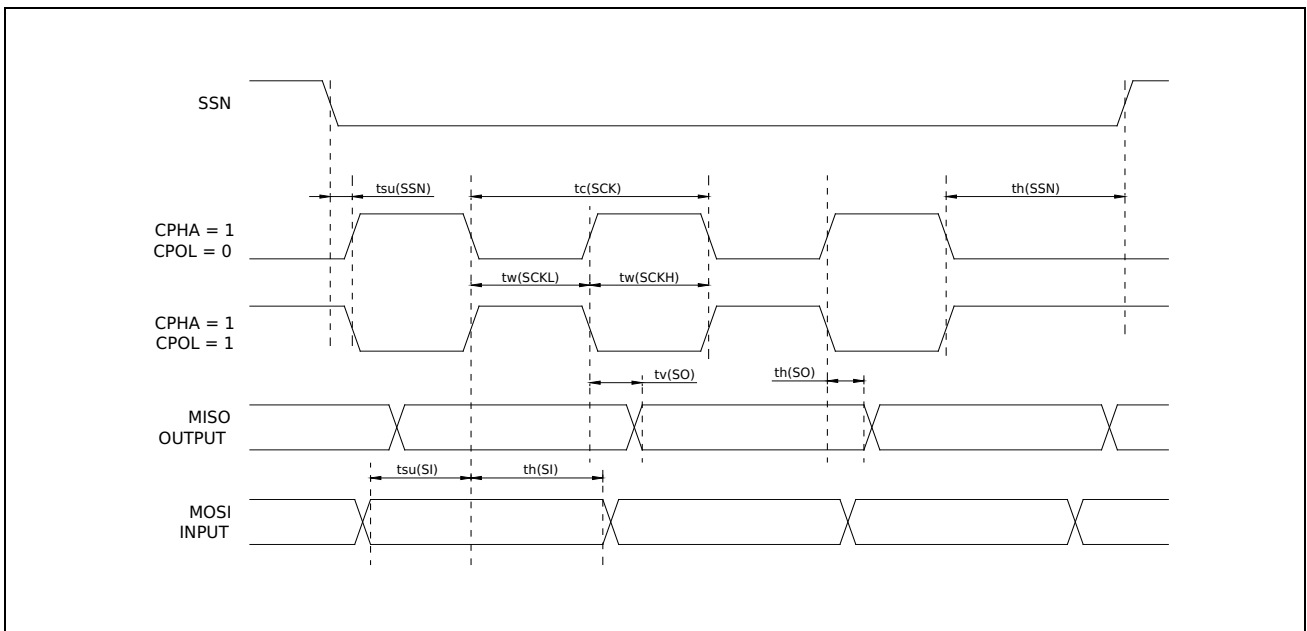 SSN
tsu(SSN)
tc(SCK)
th(SSN)
CPHA = 1
CPOL = 0
tw(SCKL)
tw(SCKH)
CPHA = 1
CPOL = 1
tv(SO)
th(SO)
MISO
OUTPUT
tsu(SI)
th(SI)
MOSI
INPUT